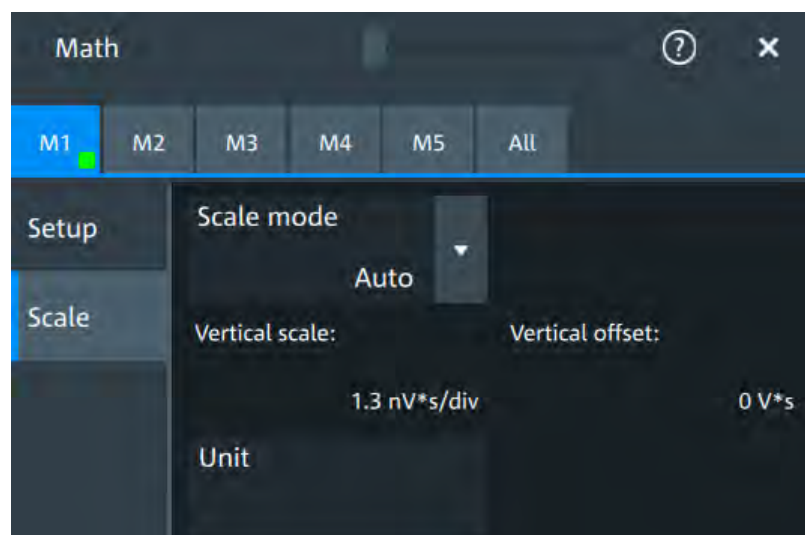 Math ? ×
M1 M2 M3 M4 M5 All
Setup
Scale mode
Auto
Scale
Vertical scale: Vertical offset:
1.3 nV*s/div 0 V*s
Unit